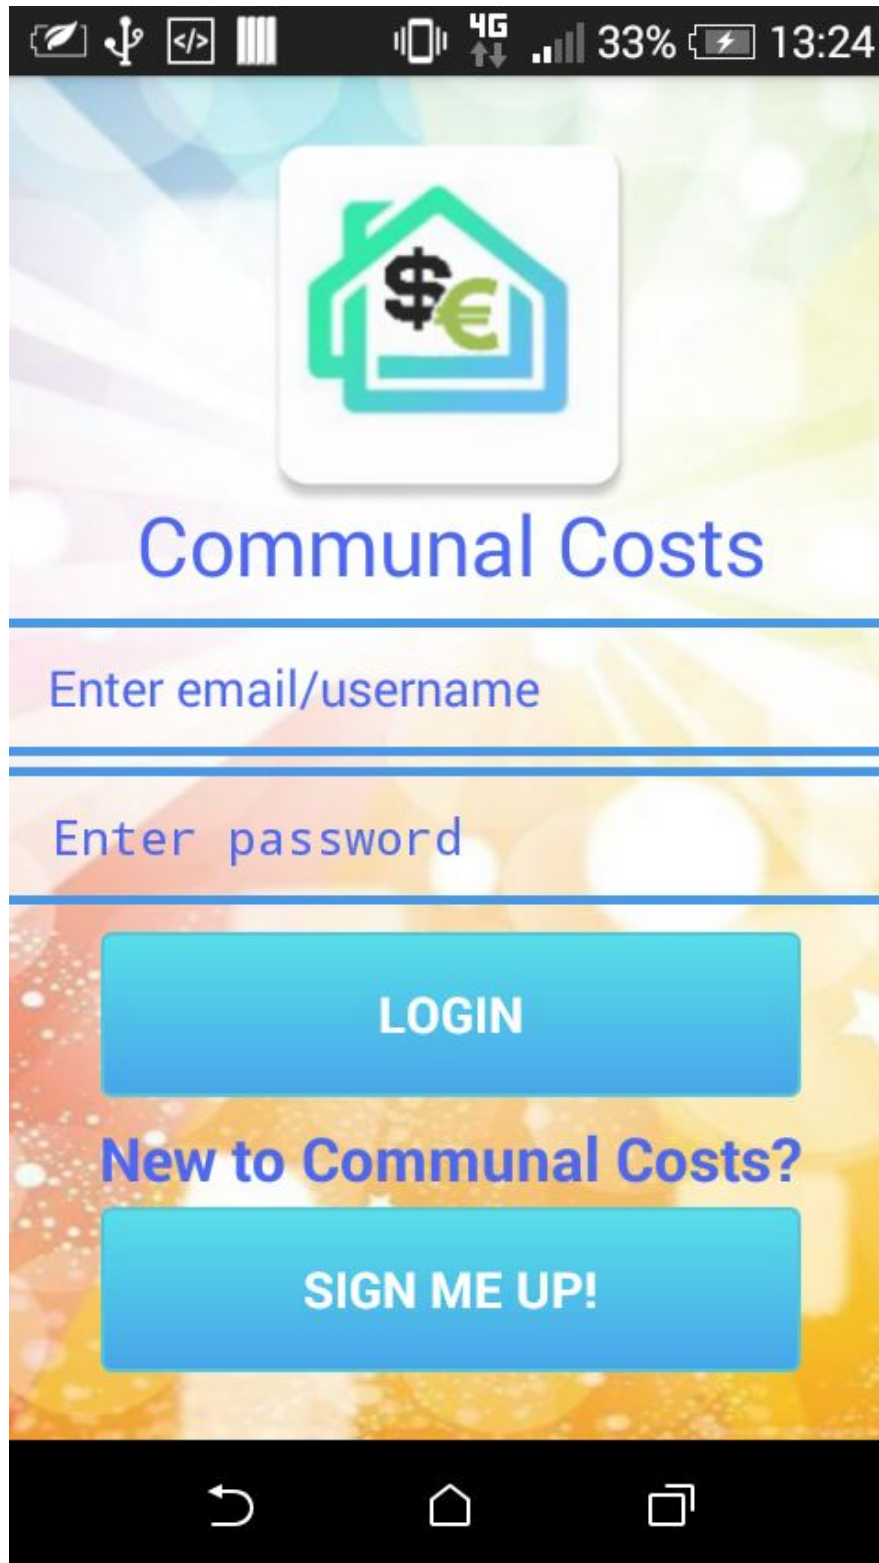 4G 33% 13:24
$€
Communal Costs
Enter email/username
Enter password
LOGIN
New to Communal Costs?
SIGN ME UP!